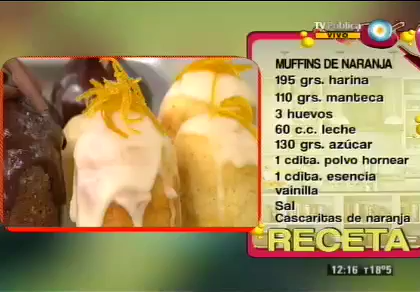 TV Pública
VIVO
MUFFINS DE NARANJA
195 grs. harina
110 grs. manteca
3 huevos
60 c.c. leche
130 grs. azúcar
1 cdita. polvo hornear
1 cdita. esencia
vainilla
Sal
Cascaritas de naranja
RECETA
12:16 T18°5